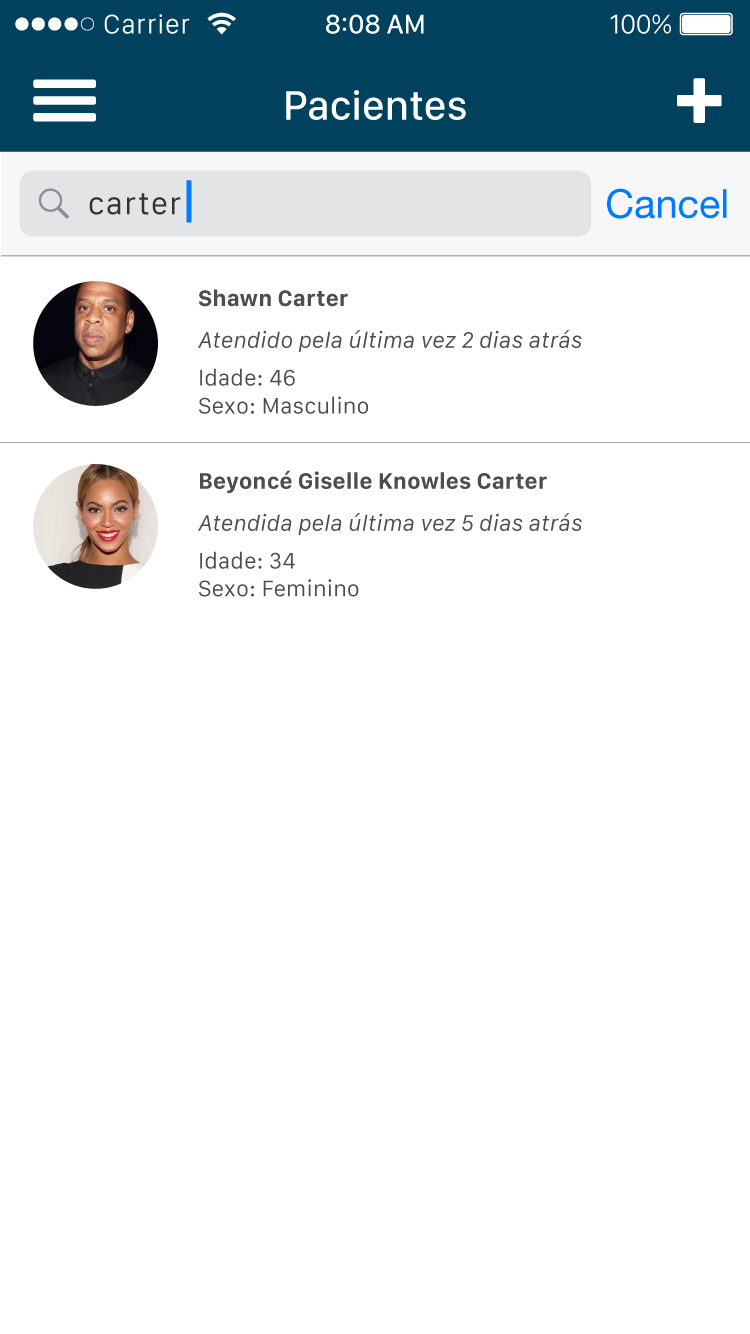 Carrier 8:08 AM 100%
Pacientes
carter Cancel
Shawn Carter
Atendido pela última vez 2 dias atrás
Idade: 46
Sexo: Masculino
Beyoncé Giselle Knowles Carter
Atendida pela última vez 5 dias atrás
Idade: 34
Sexo: Feminino